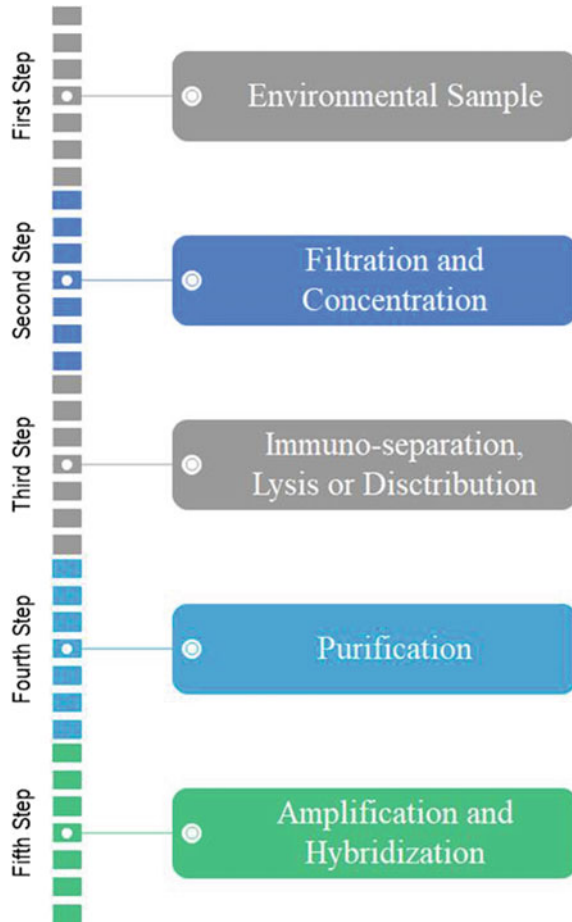 First Step
Environmental Sample
Second Step
Filtration and
Concentration
Third Step
Immuno-separation,
Lysis or Disctribution
Fourth Step
Purification
Fifth Step
Amplification and
Hybridization